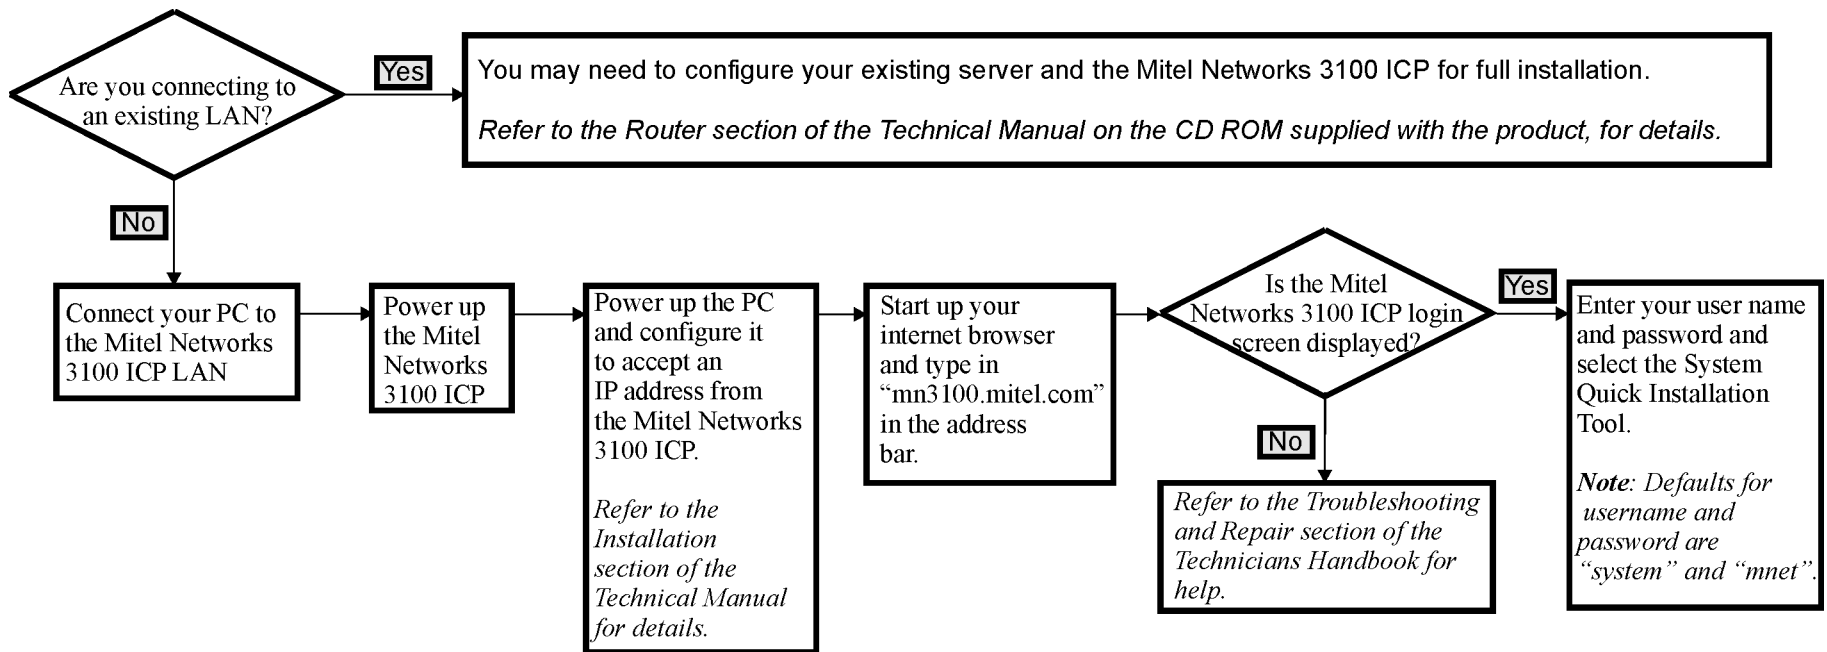 Are you connecting to
an existing LAN?
Yes
You may need to configure your existing server and the Mitel Networks 3100 ICP for full installation.
Refer to the Router section of the Technical Manual on the CD ROM supplied with the product, for details.
No
Connect your PC to
the Mitel Networks
3100 ICP LAN
Power up
the Mitel
Networks
3100 ICP
Power up the PC
and configure it
to accept an
IP address from
the Mitel Networks
3100 ICP.
Refer to the
Installation
section of the
Technical Manual
for details.
Start up your
internet browser
and type in
“mn3100.mitel.com”
in the address
bar.
Is the Mitel
Networks 3100 ICP login
screen displayed?
Yes
Enter your user name
and password and
select the System
Quick Installation
Tool.
Note: Defaults for
username and
password are
“system” and “mnet”.
No
Refer to the Troubleshooting
and Repair section of the
Technicians Handbook for
help.